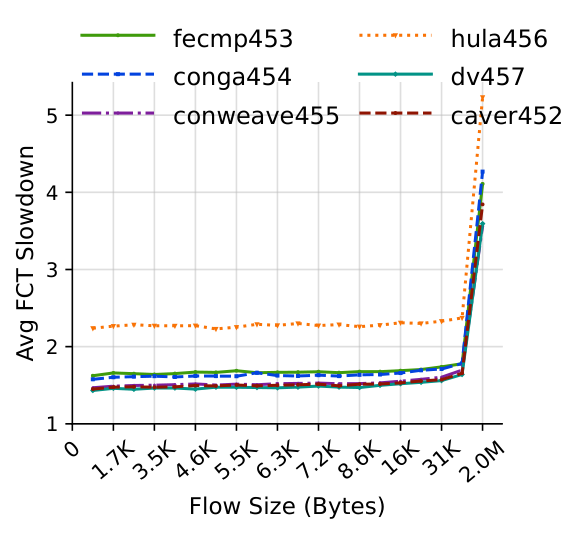 fecmp453 hula456
conga454 dv457
conweave455 caver452
5
4
3
2
1
Avg FCT Slowdown
0 1.7K 3.5K 4.6K 5.5K 6.3K 7.2K 8.6K 16K 31K 2.0M
Flow Size (Bytes)